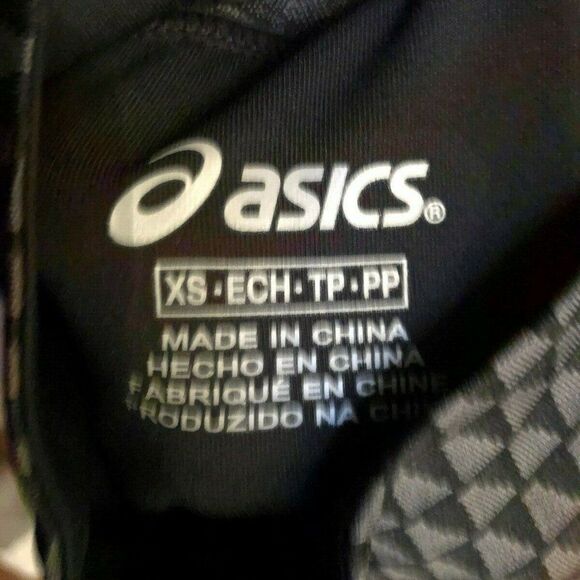 asics®
XS·ECH·TP·PP
MADE IN CHINA
HECHO EN CHINA
FABRIQUÉ EN CHINE
PRODUZIDO NA